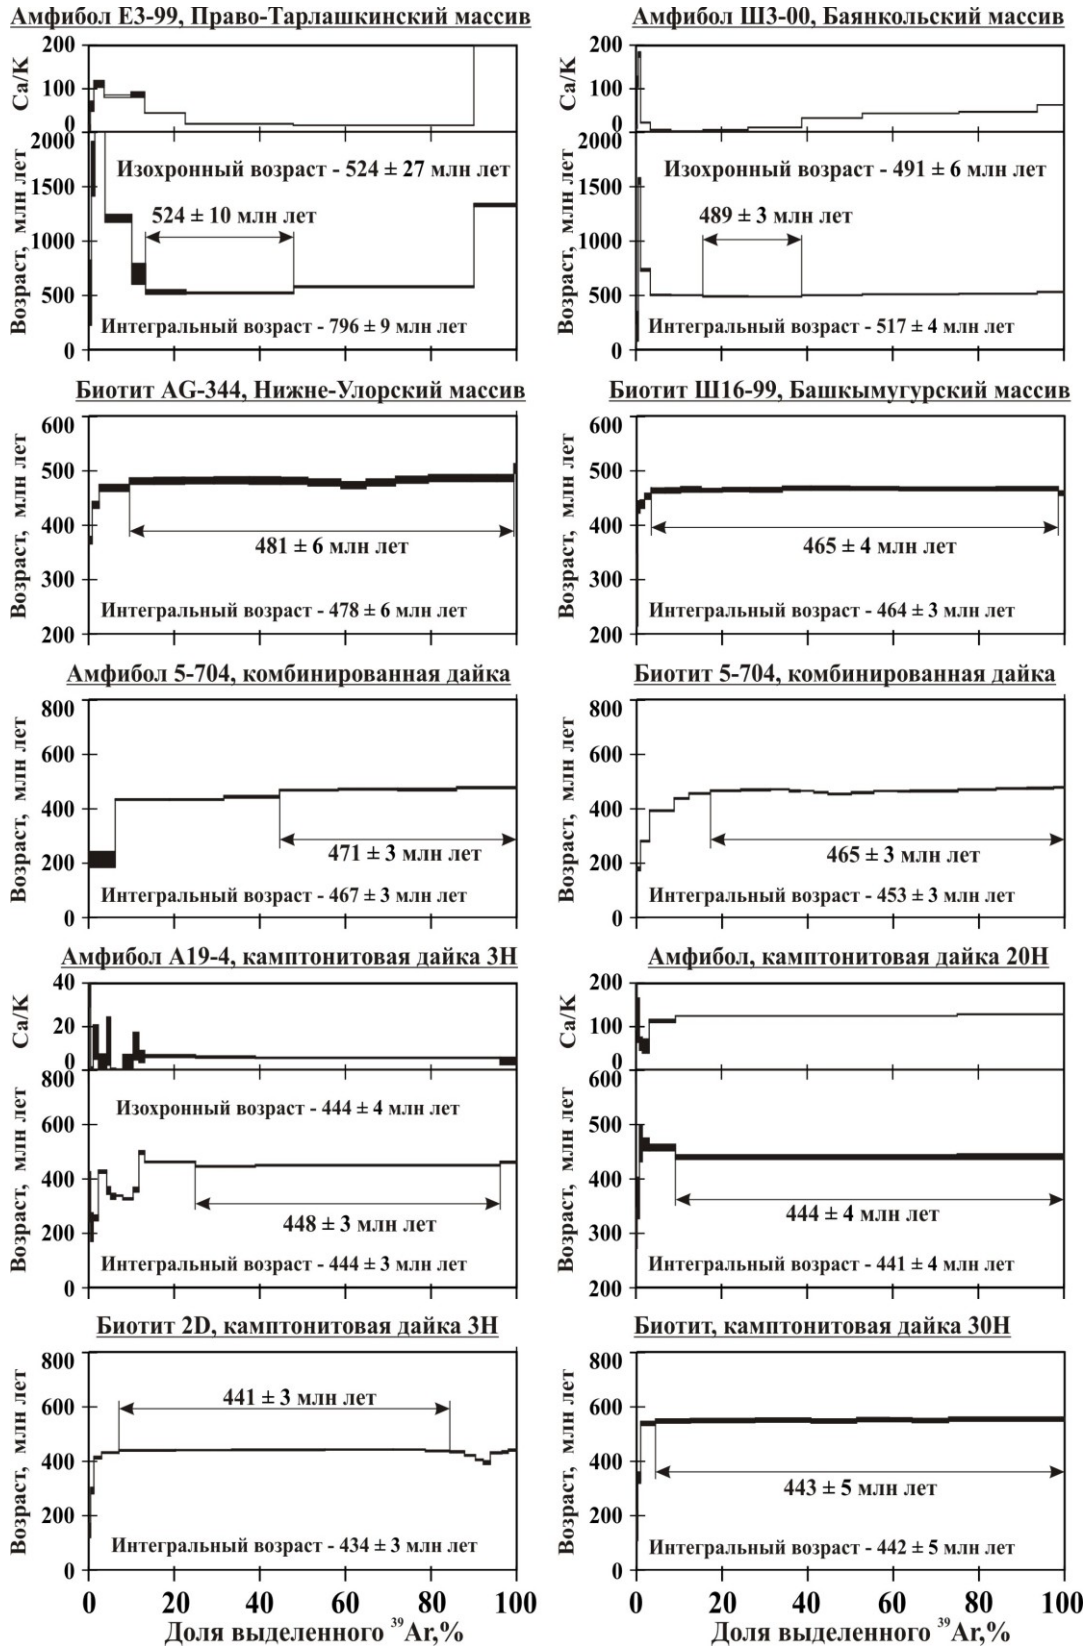 Амфибол Е3-99, Право-Тарлашкинский массив
Ca/K
200
100
0
Возраст, млн лет
2000
1500
1000
500
0
Изохронный возраст - 524 ± 27 млн лет
524 ± 10 млн лет
Интегральный возраст - 796 ± 9 млн лет
Амфибол Ш3-00, Баянкольский массив
Ca/K
200
100
0
Возраст, млн лет
2000
1500
1000
500
0
Изохронный возраст - 491 ± 6 млн лет
489 ± 3 млн лет
Интегральный возраст - 517 ± 4 млн лет
Биотит AG-344, Нижне-Улорский массив
Возраст, млн лет
600
500
400
300
200
481 ± 6 млн лет
Интегральный возраст - 478 ± 6 млн лет
Биотит Ш16-99, Башкымугурский массив
Возраст, млн лет
600
500
400
300
200
465 ± 4 млн лет
Интегральный возраст - 464 ± 3 млн лет
Амфибол 5-704, комбинированная дайка
Возраст, млн лет
800
600
400
200
0
471 ± 3 млн лет
Интегральный возраст - 467 ± 3 млн лет
Биотит 5-704, комбинированная дайка
Возраст, млн лет
800
600
400
200
0
465 ± 3 млн лет
Интегральный возраст - 453 ± 3 млн лет
Амфибол А19-4, камптонитовая дайка 3Н
Ca/K
40
20
0
Возраст, млн лет
800
600
400
200
0
Изохронный возраст - 444 ± 4 млн лет
448 ± 3 млн лет
Интегральный возраст - 444 ± 3 млн лет
Амфибол, камптонитовая дайка 20Н
Ca/K
200
100
0
Возраст, млн лет
600
500
400
300
200
444 ± 4 млн лет
Интегральный возраст - 441 ± 4 млн лет
Биотит 2D, камптонитовая дайка 3Н
Возраст, млн лет
800
600
400
200
0
441 ± 3 млн лет
Интегральный возраст - 434 ± 3 млн лет
0 20 40 60 80 100
Доля выделенного ³⁹Ar,%
Биотит, камптонитовая дайка 30Н
Возраст, млн лет
800
600
400
200
0
443 ± 5 млн лет
Интегральный возраст - 442 ± 5 млн лет
0 20 40 60 80 100
Доля выделенного ³⁹Ar,%